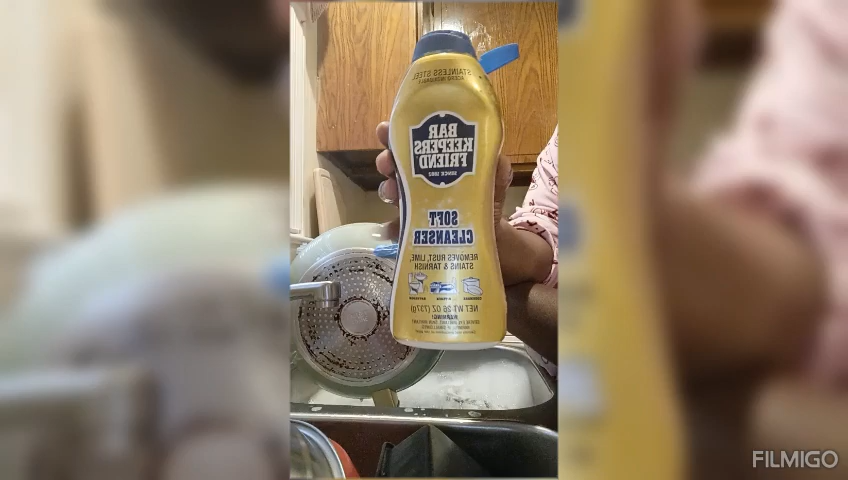 STAINLESS STEEL
BAR
KEEPERS
FRIEND
SINCE 1882
SOFT
CLEANSER
REMOVES RUST, LIME,
STAINS & TARNISH
NET WT 26 OZ (737g)
WARNING!
FILMIGO